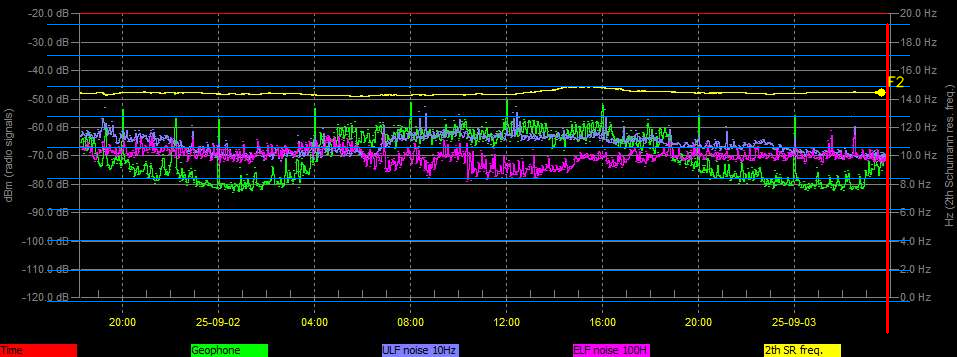 -20.0 dB 20.0 Hz
-30.0 dB 18.0 Hz
-40.0 dB 16.0 Hz
F2
-50.0 dB 14.0 Hz
-60.0 dB 12.0 Hz
-70.0 dB 10.0 Hz
-80.0 dB 8.0 Hz
-90.0 dB 6.0 Hz
-100.0 dB 4.0 Hz
-110.0 dB 2.0 Hz
-120.0 dB 0.0 Hz
dBm (radio signals)
Hz (2th Schumann res. freq.)
20:00 25-09-02 04:00 08:00 12:00 16:00 20:00 25-09-03
Time Geophone ULF noise 10Hz ELF noise 100H 2th SR freq.